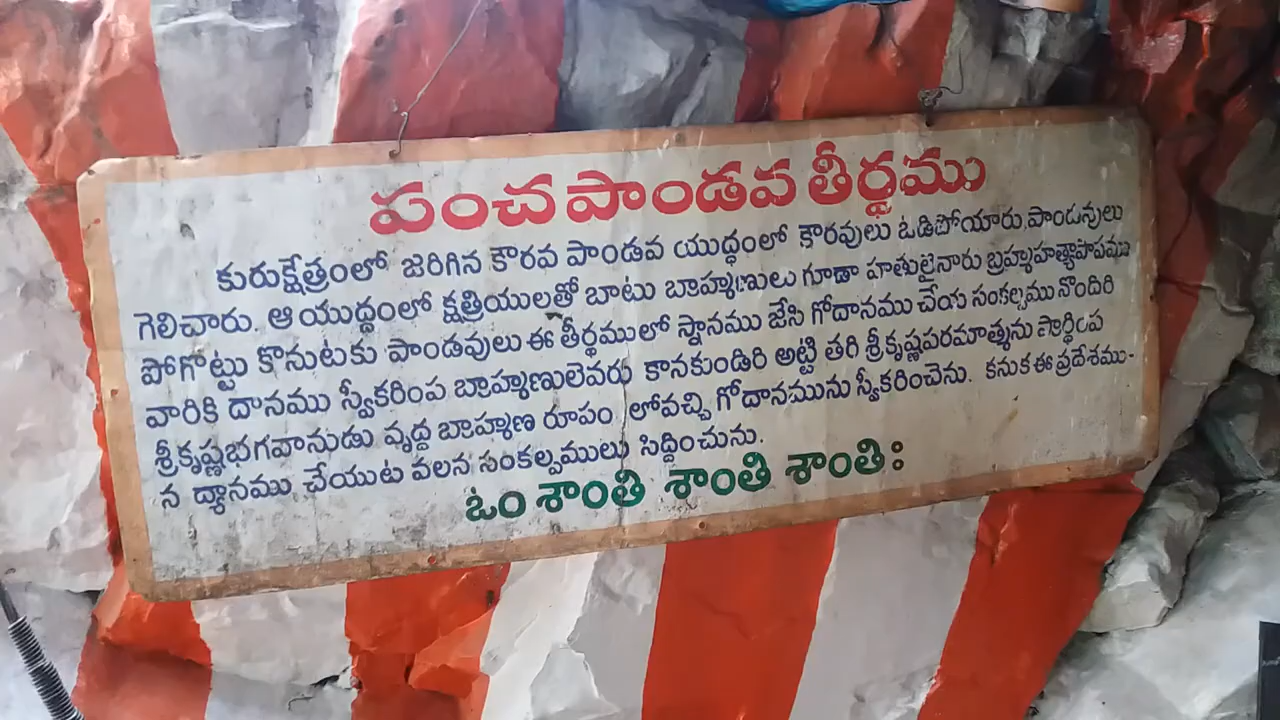 పంచ పాండవ తీర్థము
కురుక్షేత్రంలో జరిగిన కౌరవ పాండవ యుద్ధంలో కౌరవులు ఓడిపోయారు, పాండవులు
గెలిచారు. ఆ యుద్ధంలో క్షత్రియులతో బాటు బ్రాహ్మణులు గూడా హతులైనారు బ్రహ్మహత్యాపాపము
పోగొట్టు కొనుటకు పాండవులు ఈ తీర్థములో స్నానము జేసి గోదానము చేయ సంకల్పము నొందిరి
వారికి దానము స్వీకరింప బ్రాహ్మణులెవరు కానకుండిరి అట్టి తరి శ్రీకృష్ణపరమాత్మను ప్రార్థింప
శ్రీకృష్ణభగవానుడు వృద్ధ బ్రాహ్మణ రూపం లోవచ్చి గోదానమును స్వీకరించెను. కనుక ఈ ప్రదేశము-
న ధ్యానము చేయుట వలన సంకల్పములు సిద్ధించును.
ఓం శాంతి శాంతి శాంతిః